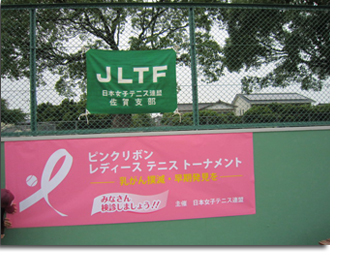 JLTF
日本女子テニス連盟
佐賀支部
ピンクリボン
レディース テニス トーナメント
乳がん撲滅・早期発見を
みなさん
検診しましょう!!
主催 日本女子テニス連盟